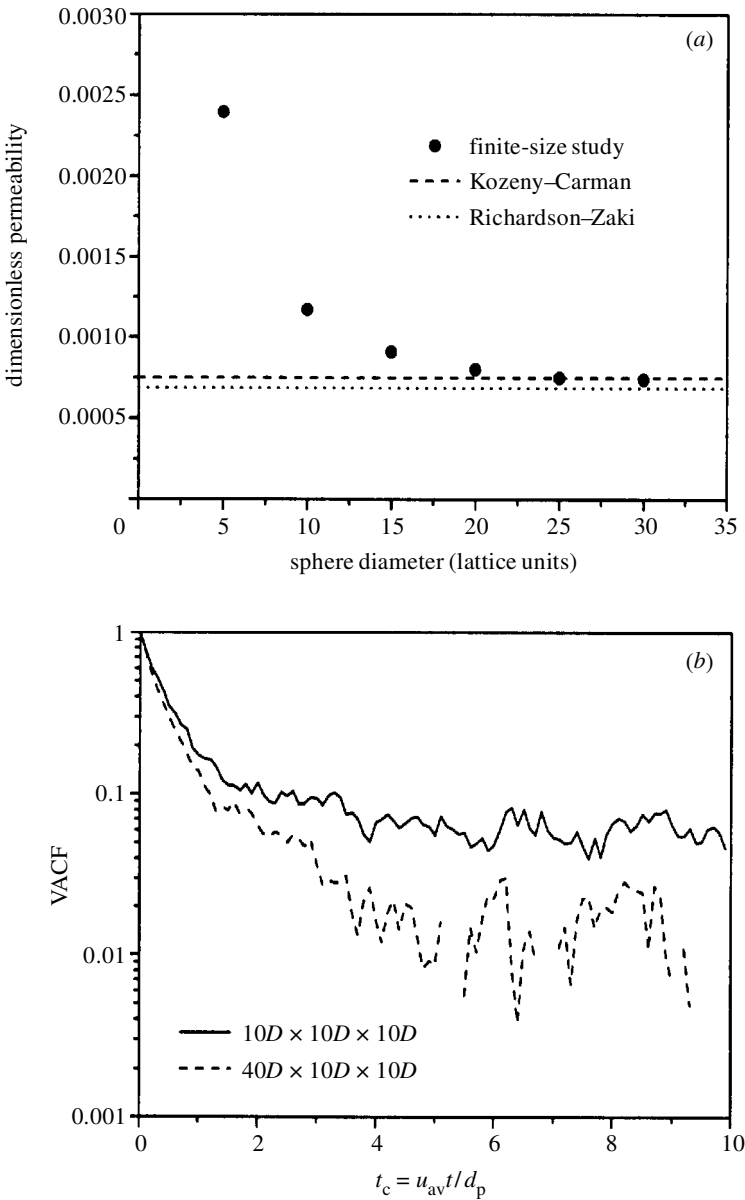 0.0030
(a)
0.0025
finite-size study
0.0020
Kozeny–Carman
Richardson–Zaki
0.0015
dimensionless permeability
0.0010
0.0005
0 5 10 15 20 25 30 35
sphere diameter (lattice units)
1
(b)
0.1
VACF
0.01
10D × 10D × 10D
40D × 10D × 10D
0.001
0 2 4 6 8 10
t_c = u_av t/d_p